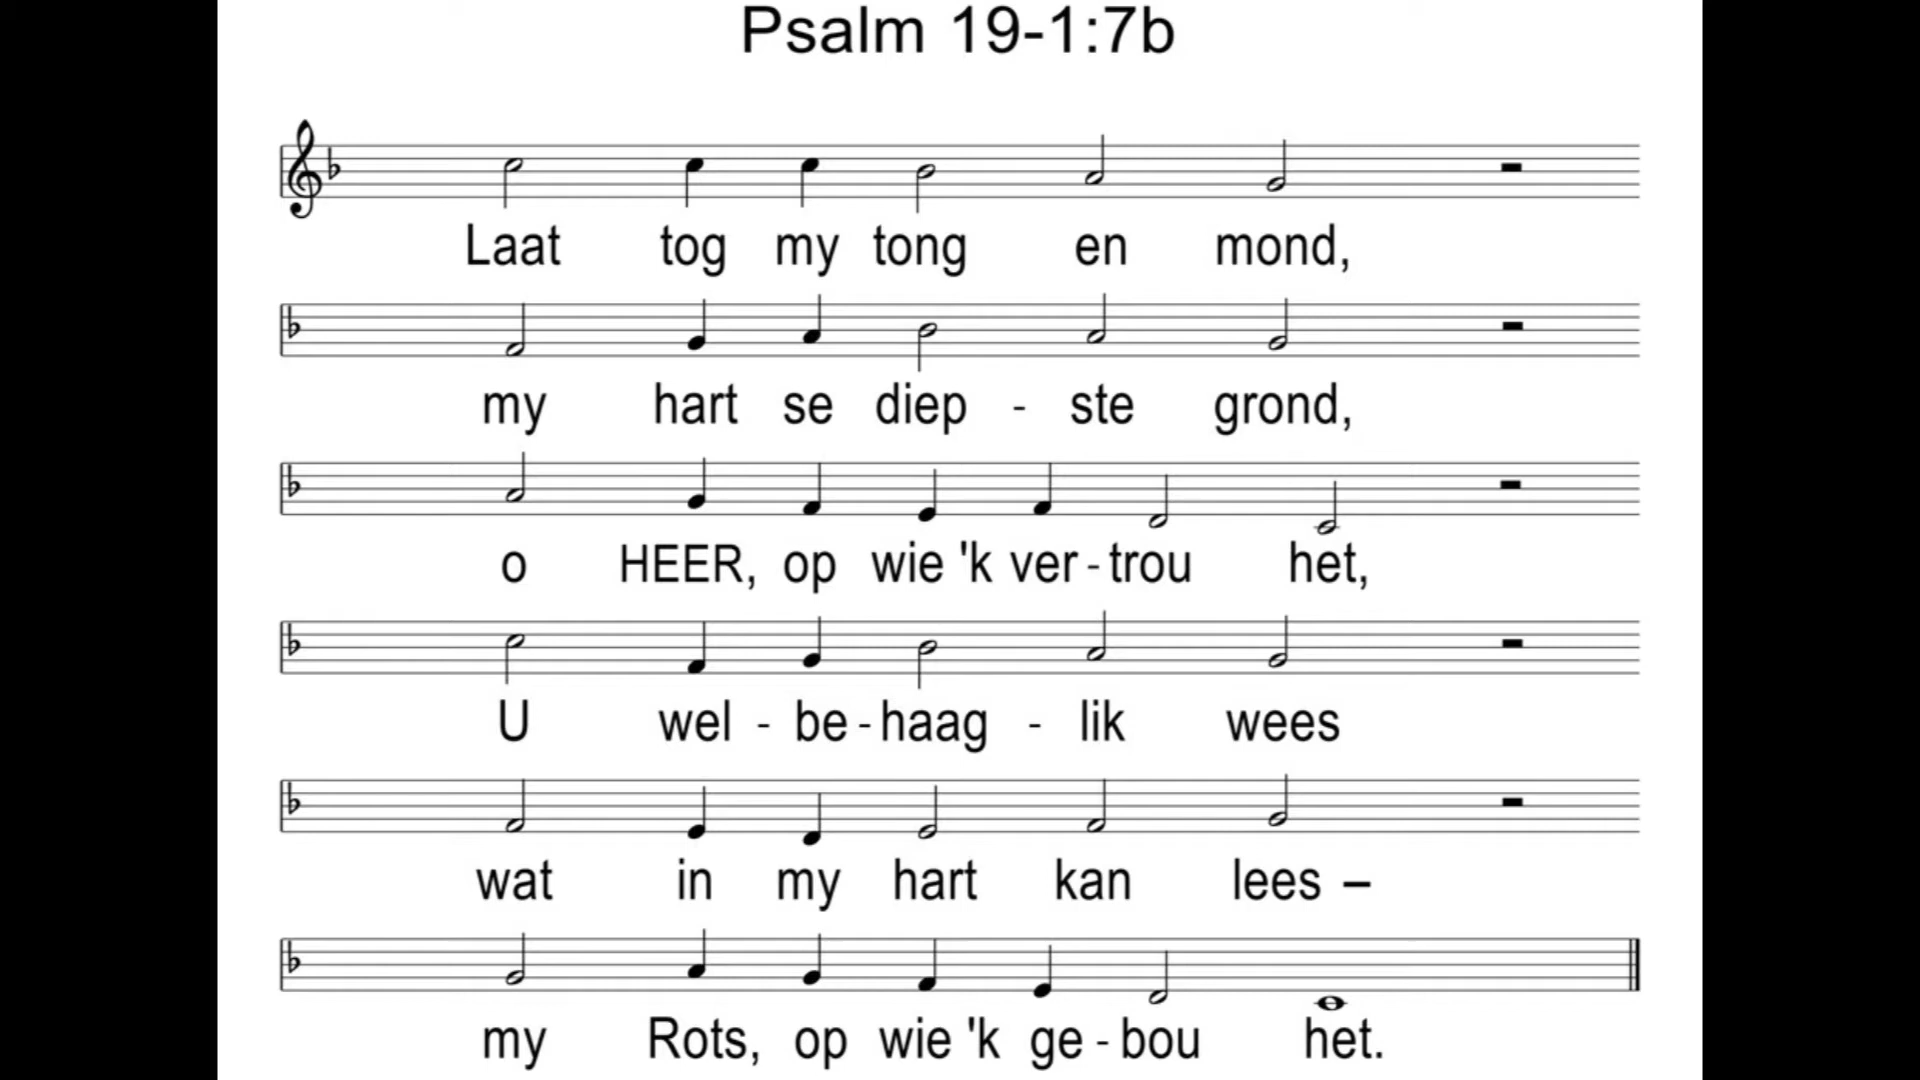 Psalm 19-1:7b
Laat tog my tong en mond,
my hart se diep - ste grond,
o HEER, op wie 'k ver - trou het,
U wel - be - haag - lik wees
wat in my hart kan lees –
my Rots, op wie 'k ge - bou het.